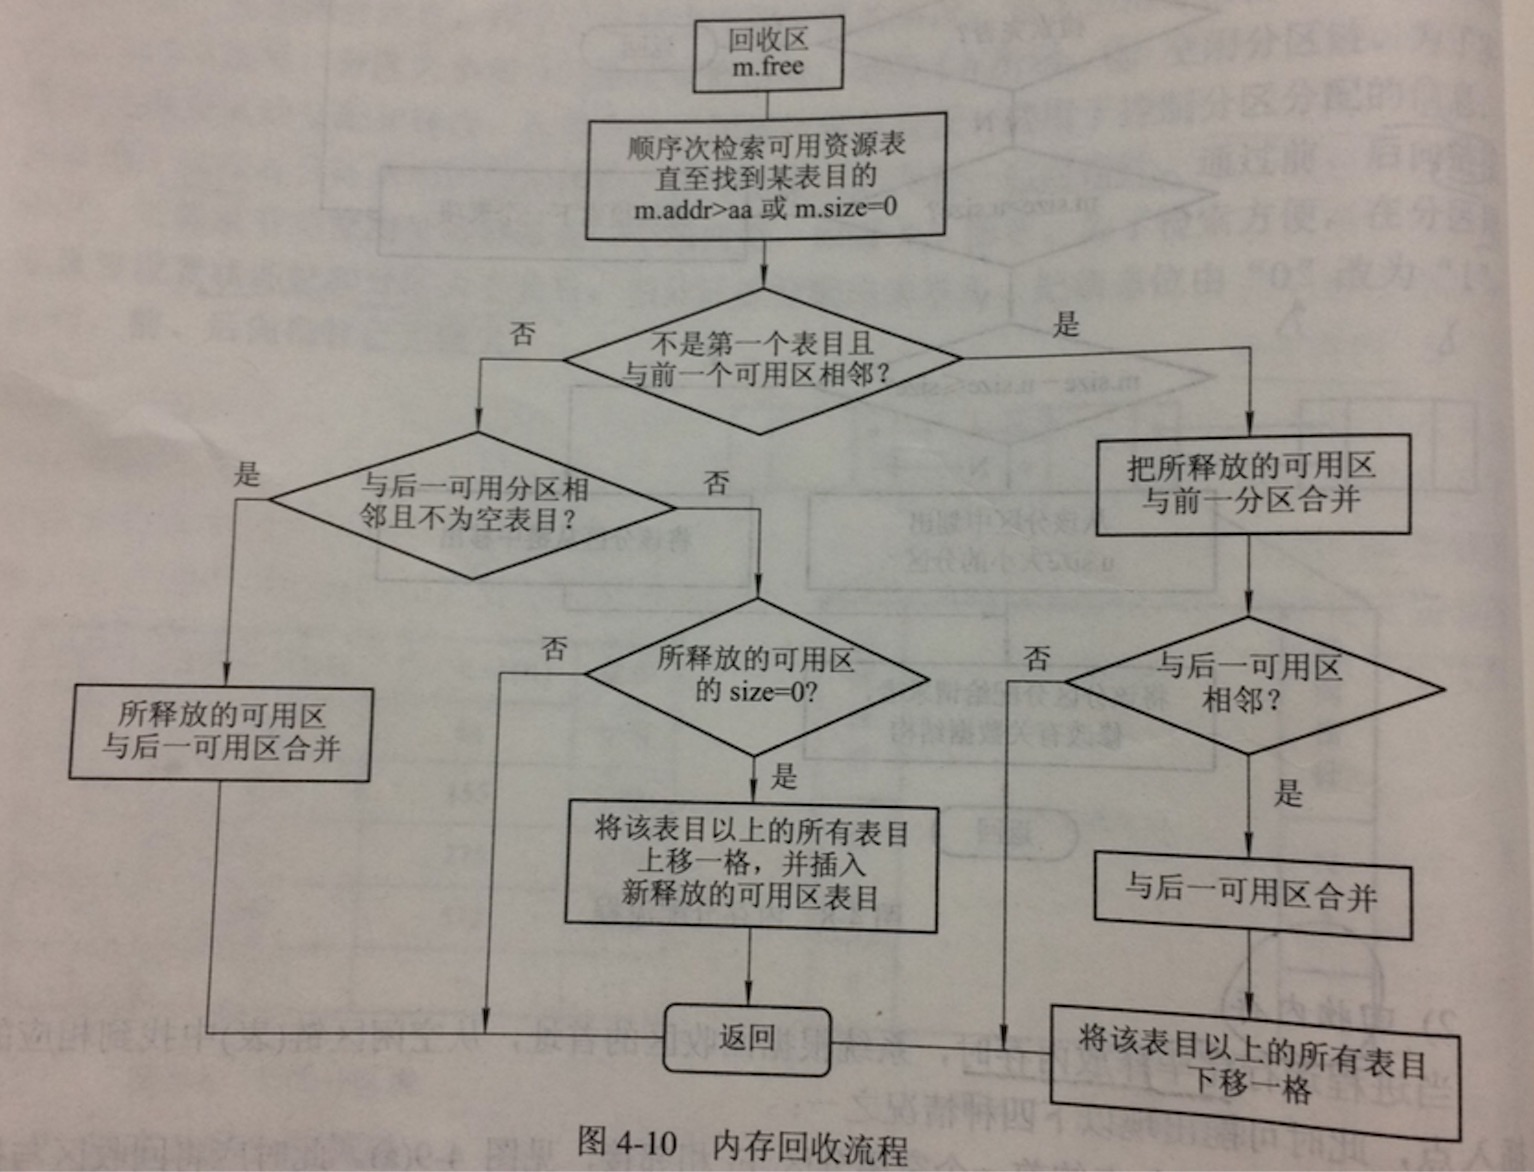 回收区
m.free
顺序次检索可用资源表
直至找到某表目的
m.addr>aa 或 m.size=0
不是第一个表目且
与前一个可用区相邻？
否
是
与后一可用分区相
邻且不为空表目？
是
否
把所释放的可用区
与前一分区合并
所释放的可用区
与后一可用区合并
所释放的可用区
的 size=0?
否
是
与后一可用区
相邻？
否
是
将该表目以上的所有表目
上移一格，并插入
新释放的可用区表目
与后一可用区合并
返回
将该表目以上的所有表目
下移一格
图 4-10 内存回收流程